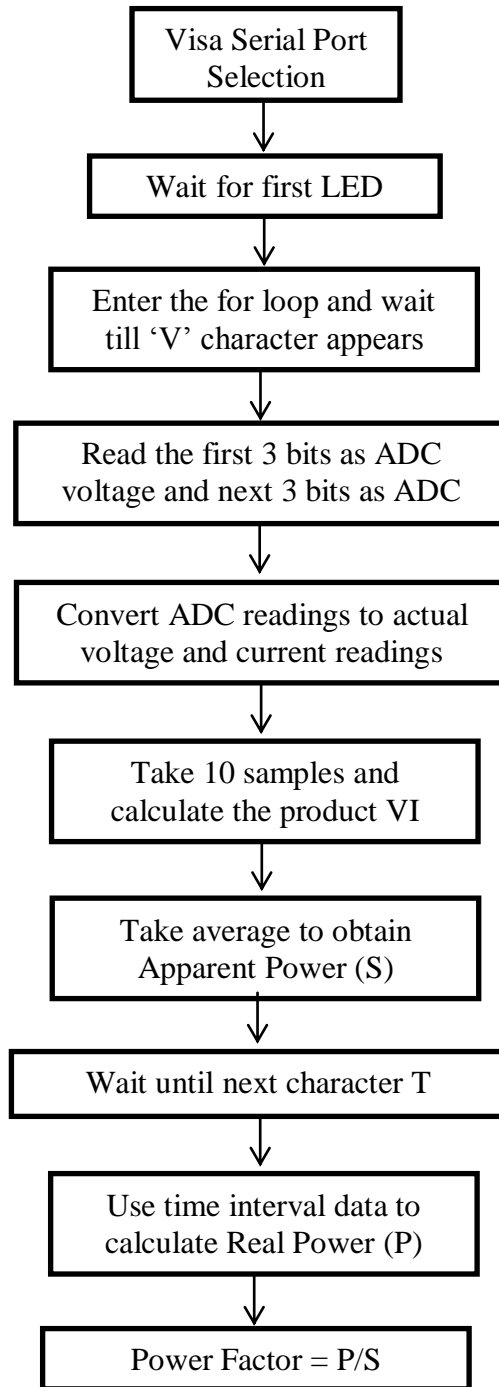 Visa Serial Port
Selection
Wait for first LED
Enter the for loop and wait
till ‘V’ character appears
Read the first 3 bits as ADC
voltage and next 3 bits as ADC
Convert ADC readings to actual
voltage and current readings
Take 10 samples and
calculate the product VI
Take average to obtain
Apparent Power (S)
Wait until next character T
Use time interval data to
calculate Real Power (P)
Power Factor = P/S